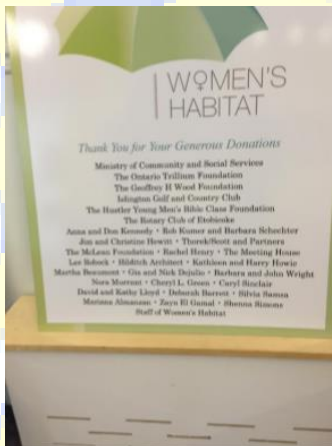 WOMEN'S
HABITAT
Thank You for Your Generous Donations
Ministry of Community and Social Services
The Ontario Trillium Foundation
The Geoffrey H Wood Foundation
Islington Golf and Country Club
The Hustler Young Men's Bible Class Foundation
The Rotary Club of Etobicoke
Anna and Don Kennedy • Rob Kumer and Barbara Schechter
Jon and Christine Hewitt • Thorek/Scott and Partners
The McLean Foundation • Rachel Henry • The Meeting House
Lee • Hilditch Architect • Kathleen and Harry Howie
Martha Beaumont • Gia and Nick Dejulio • Barbara and John Wright
Nora Murrant • Cheryl L. Green • Caryl Sinclair
David and Kathy Lloyd • Deborah Barrett • Silvia Samsa
Mariana Almanzan • Zayn El Gamal • Shenna Simons
Staff of Women's Habitat